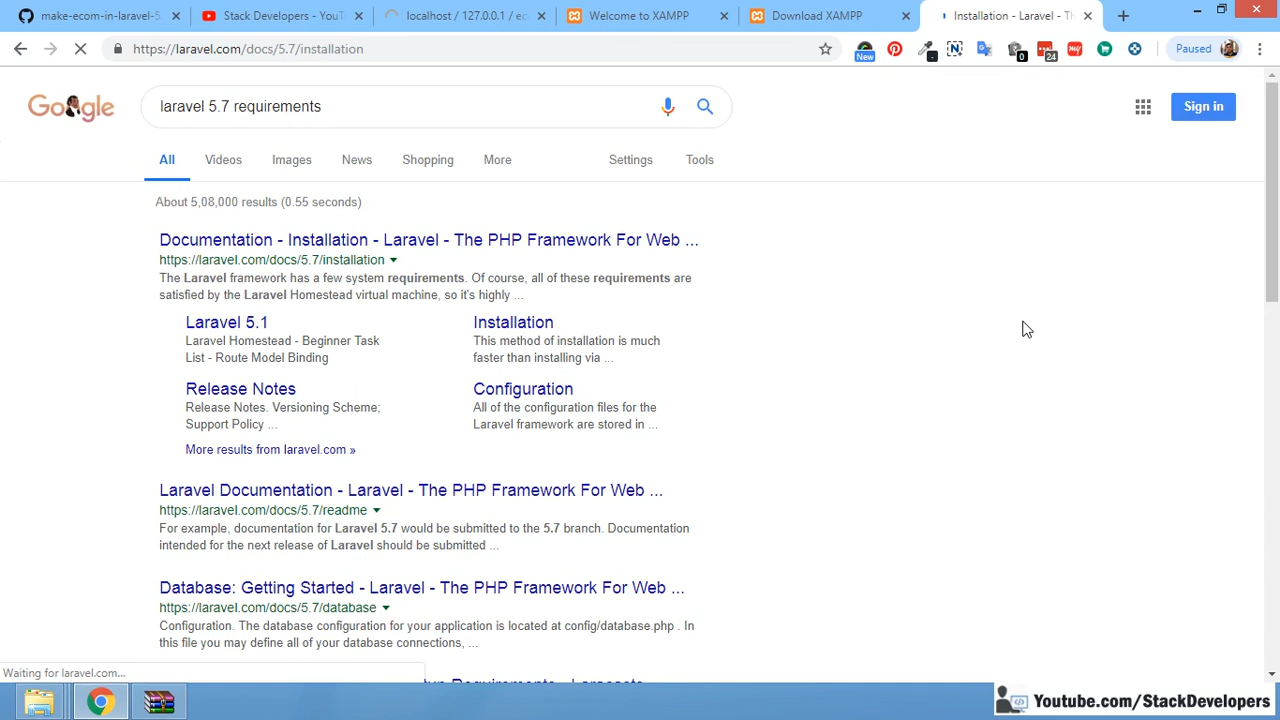 make-ecom-in-laravel-5.
Stack Developers - YouT
localhost / 127.0.0.1 / ec
Welcome to XAMPP
Download XAMPP
Installation - Laravel - Th
https://laravel.com/docs/5.7/installation
New
0
24
Paused
Google
laravel 5.7 requirements
Sign in
All
Videos
Images
News
Shopping
More
Settings
Tools
About 5,08,000 results (0.55 seconds)
Documentation - Installation - Laravel - The PHP Framework For Web ...
https://laravel.com/docs/5.7/installation
The Laravel framework has a few system requirements. Of course, all of these requirements are
satisfied by the Laravel Homestead virtual machine, so it's highly ...
Laravel 5.1
Laravel Homestead - Beginner Task
List - Route Model Binding
Installation
This method of installation is much
faster than installing via ...
Release Notes
Release Notes. Versioning Scheme;
Support Policy ...
Configuration
All of the configuration files for the
Laravel framework are stored in ...
More results from laravel.com »
Laravel Documentation - Laravel - The PHP Framework For Web ...
https://laravel.com/docs/5.7/readme
For example, documentation for Laravel 5.7 would be submitted to the 5.7 branch. Documentation
intended for the next release of Laravel should be submitted ...
Database: Getting Started - Laravel - The PHP Framework For Web ...
https://laravel.com/docs/5.7/database
Configuration. The database configuration for your application is located at config/database.php . In
this file you may define all of your database connections, ...
Waiting for laravel.com...
Requirements - Laracasts
Youtube.com/StackDevelopers